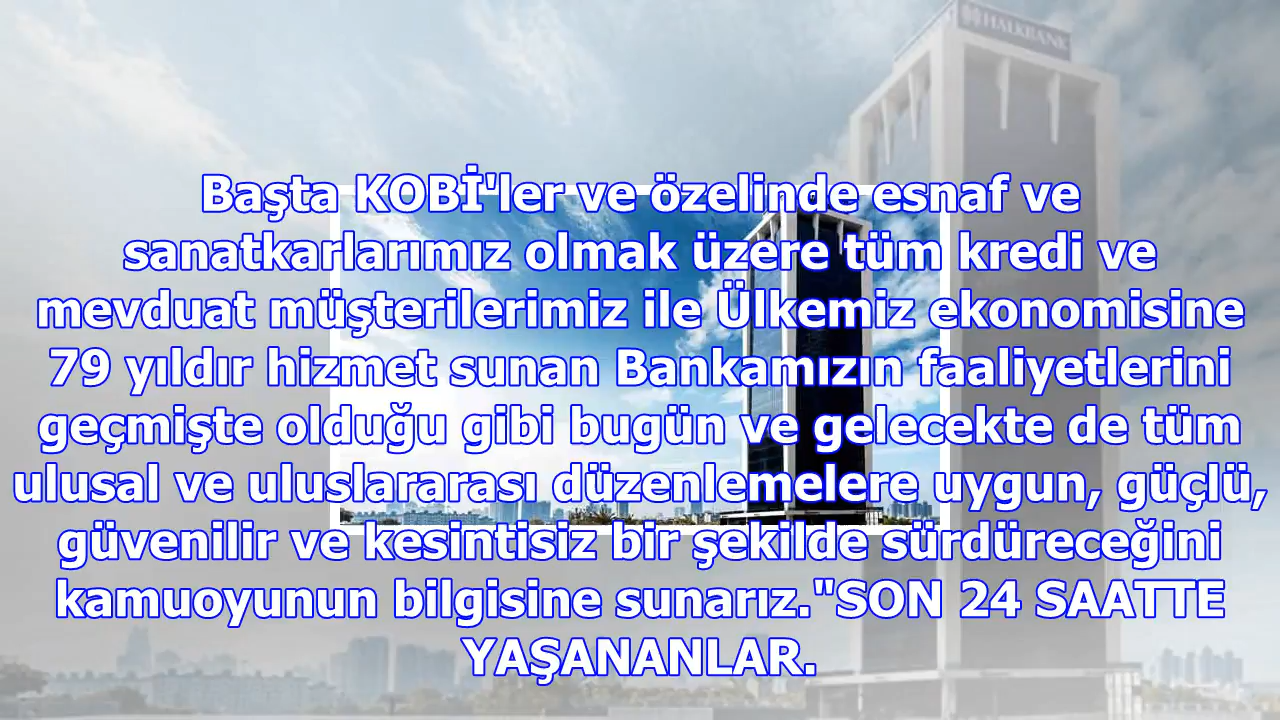 HALKBANK
Başta KOBİ'ler ve özelinde esnaf ve
sanatkarlarımız olmak üzere tüm kredi ve
mevduat müşterilerimiz ile Ülkemiz ekonomisine
79 yıldır hizmet sunan Bankamızın faaliyetlerini
geçmişte olduğu gibi bugün ve gelecekte de tüm
ulusal ve uluslararası düzenlemelere uygun, güçlü,
güvenilir ve kesintisiz bir şekilde sürdüreceğini
kamuoyunun bilgisine sunarız."SON 24 SAATTE
YAŞANANLAR.